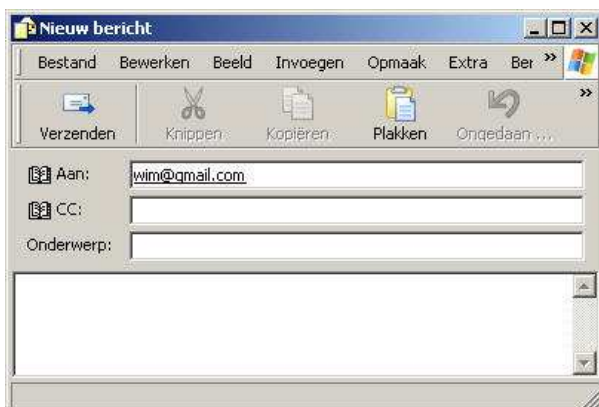 Nieuw bericht
Bestand Bewerken Beeld Invoegen Opmaak Extra Ber »
Verzenden Knippen Kopiëren Plakken Ongedaan ... »
Aan: wim@gmail.com
CC:
Onderwerp: